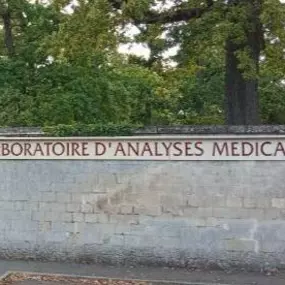 BORATOIRE D'ANALYSES MEDICA